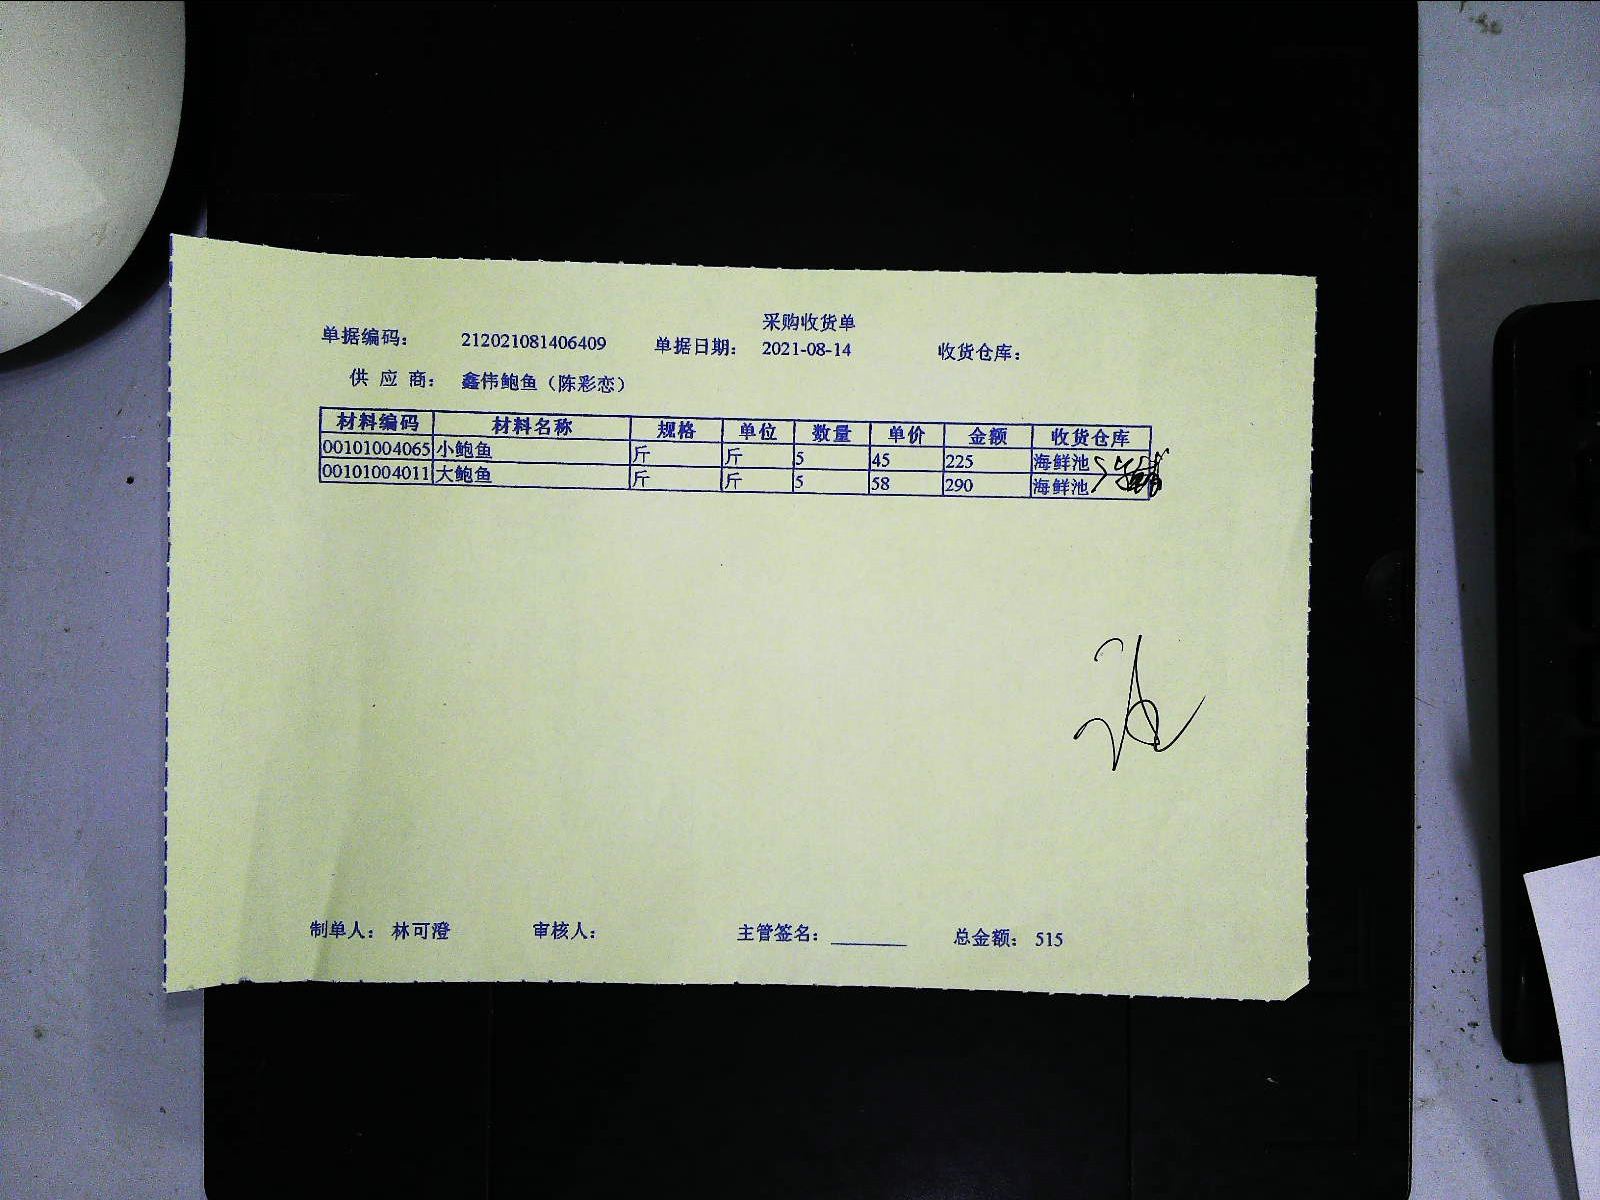 采购收货单
单据编码： 212021081406409 单据日期： 2021-08-14 收货仓库：
供 应 商： 鑫伟鲍鱼（陈彩恋）
材料编码 材料名称 规格 单位 数量 单价 金额 收货仓库
00101004065 小鲍鱼 斤 斤 5 45 225 海鲜池
00101004011 大鲍鱼 斤 斤 5 58 290 海鲜池
制单人： 林可澄 审核人： 主管签名： 总金额： 515